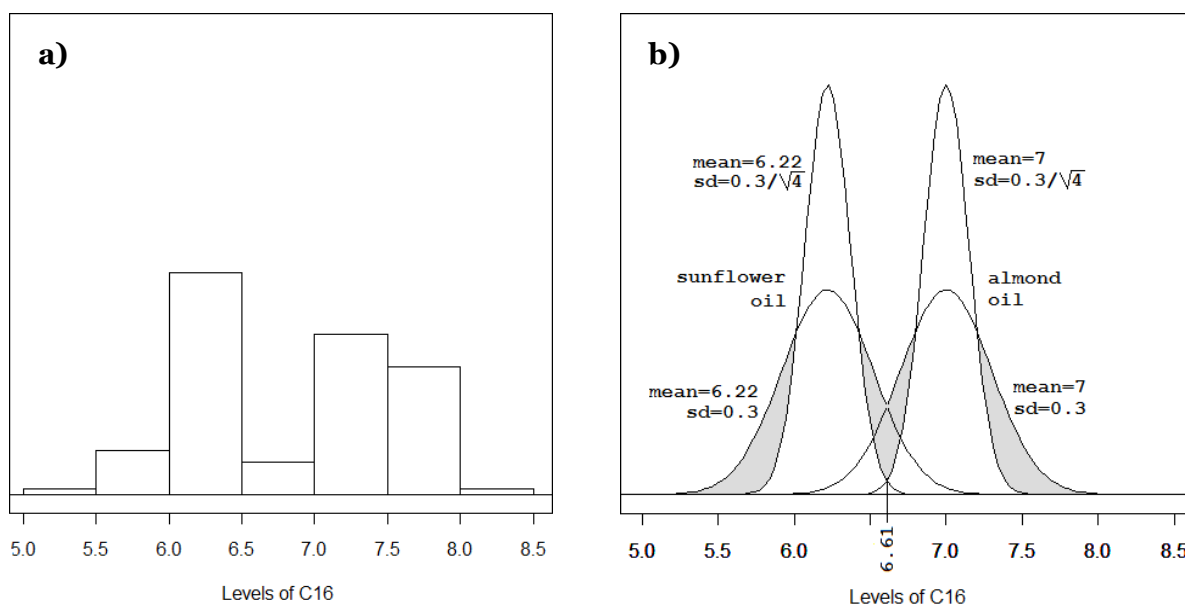 a)
5.0 5.5 6.0 6.5 7.0 7.5 8.0 8.5
Levels of C16
b)
mean=6.22
sd=0.3/√4
mean=7
sd=0.3/√4
sunflower
oil
almond
oil
mean=6.22
sd=0.3
mean=7
sd=0.3
5.0 5.5 6.0 6.61 7.0 7.5 8.0 8.5
Levels of C16